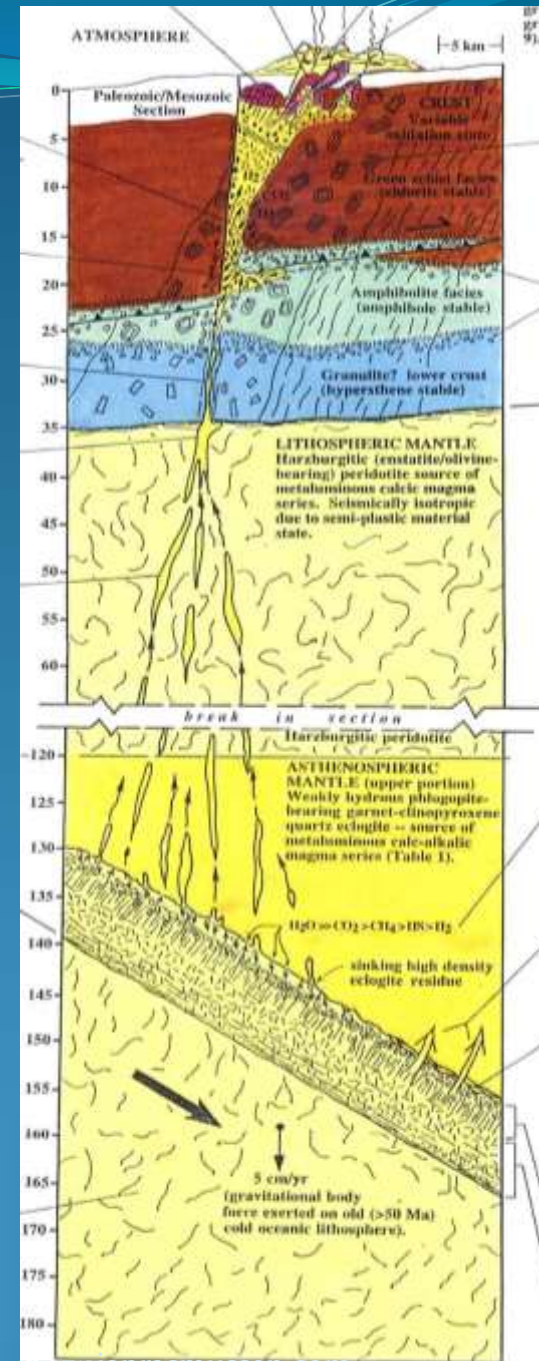 ATMOSPHERE
5 km
9).
0
Paleozoic/Mesozoic
Section
CRUST
Variable
oxidation state
5
10
Green schist facies
(chlorite stable)
15
20
Amphibolite facies
(amphibole stable)
25
30
Granulite? lower crust
(hypersthene stable)
35
LITHOSPHERIC MANTLE
Harzburgitic (enstatite/olivine-
bearing) peridotite source of
metaluminous calcic magma
series. Seismically isotropic
due to semi-plastic material
state.
40
45
50
55
60
break in section
Harzburgitic peridotite
120
ASTHENOSPHERIC
MANTLE (upper portion)
Weakly hydrous phlogopite-
bearing garnet-clinopyroxene
quartz eclogite -- source of
metaluminous calc-alkalic
magma series (Table 1).
125
130
135
H2O>>CO2>CH4>HS>H2
140
sinking high density
eclogite residue
145
150
155
160
5 cm/yr
(gravitational body
force exerted on old (>50 Ma)
cold oceanic lithosphere).
165
170
175
180